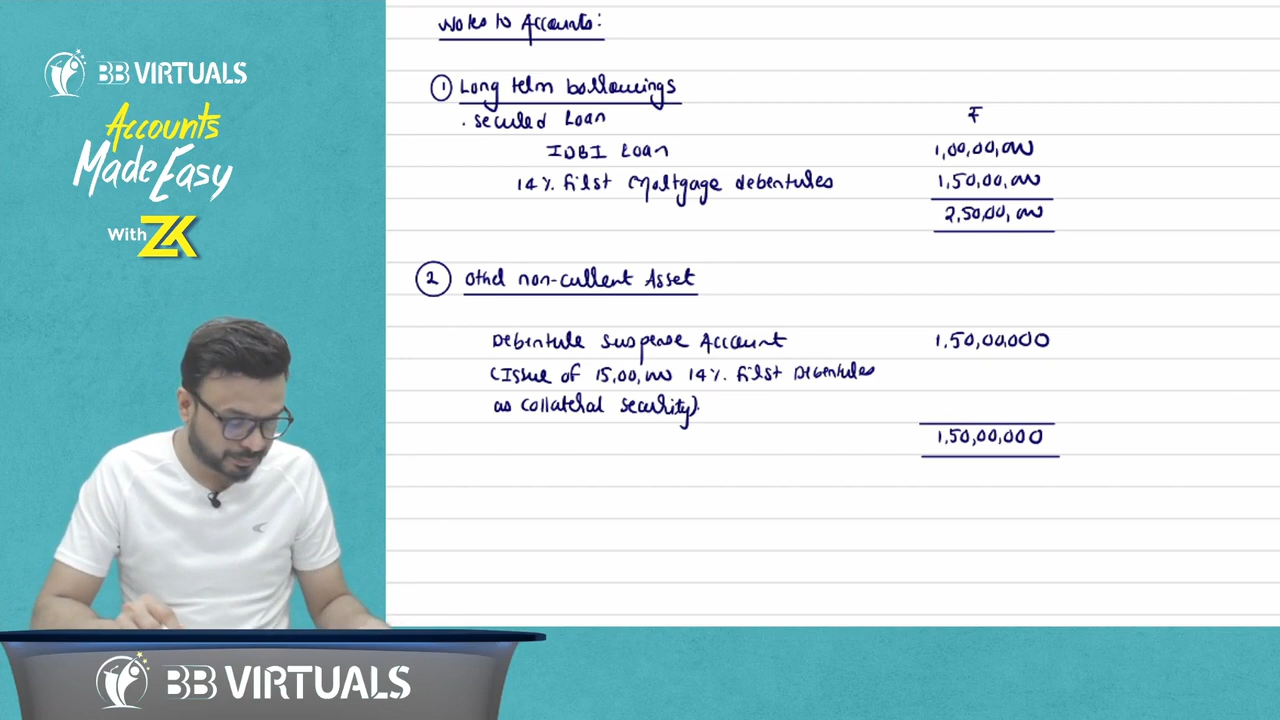 BB VIRTUALS
Accounts
Made Easy
With ZK
Notes to Accounts:
① Long term borrowings
. secured Loan ₹
IDBI Loan 1,00,00,000
14% first mortgage debentures 1,50,00,000
2,50,00,000
② Other non-current Asset
Debenture suspense Account 1,50,00,000
(Issue of 15,00,000 14% first Debentures
as collateral security).
1,50,00,000
BB VIRTUALS